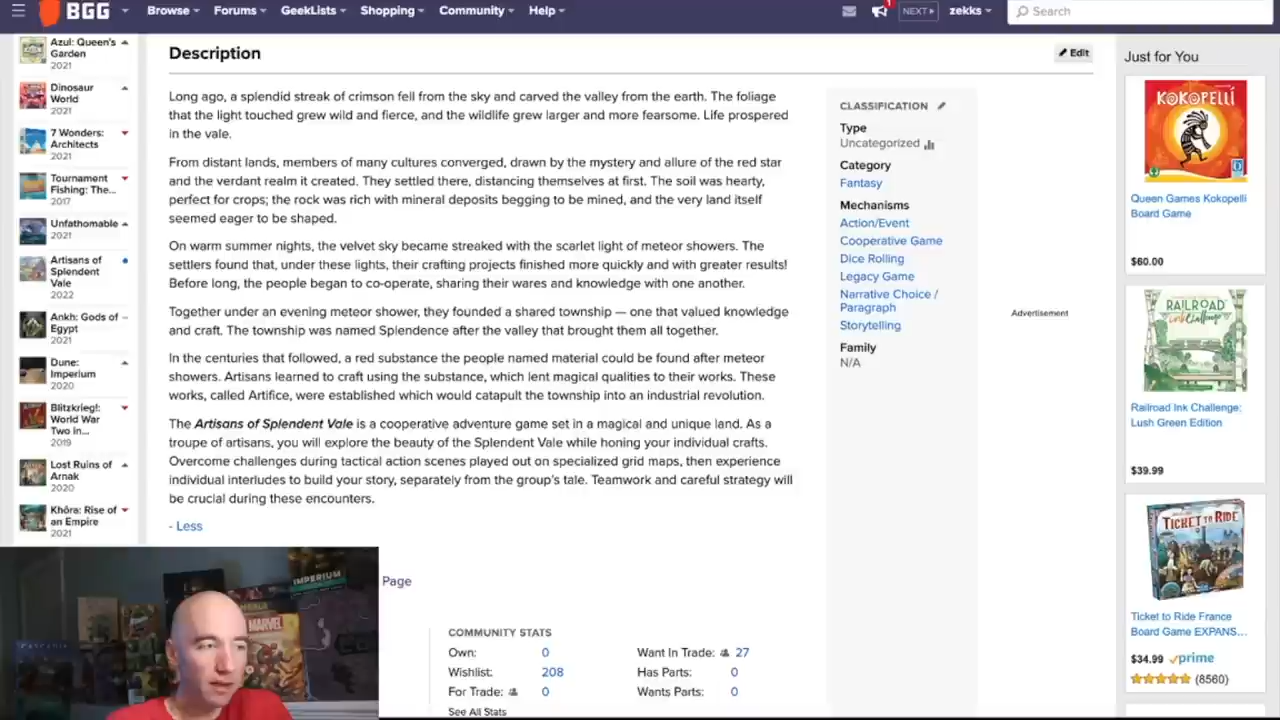 BGG
Browse
Forums
GeekLists
Shopping
Community
Help
NEXT
zekks
Search
Azul: Queen's
Garden
2021
Dinosaur
World
2021
7 Wonders:
Architects
2021
Tournament
Fishing: The...
2017
Unfathomable
2021
Artisans of
Splendent
Vale
2022
Ankh: Gods of
Egypt
2021
Dune:
Imperium
2020
Blitzkrieg!:
World War
Two in...
2019
Lost Ruins of
Arnak
2020
Khôra: Rise of
an Empire
2021
Description
Edit
Long ago, a splendid streak of crimson fell from the sky and carved the valley from the earth. The foliage
that the light touched grew wild and fierce, and the wildlife grew larger and more fearsome. Life prospered
in the vale.
From distant lands, members of many cultures converged, drawn by the mystery and allure of the red star
and the verdant realm it created. They settled there, distancing themselves at first. The soil was hearty,
perfect for crops; the rock was rich with mineral deposits begging to be mined, and the very land itself
seemed eager to be shaped.
On warm summer nights, the velvet sky became streaked with the scarlet light of meteor showers. The
settlers found that, under these lights, their crafting projects finished more quickly and with greater results!
Before long, the people began to co-operate, sharing their wares and knowledge with one another.
Together under an evening meteor shower, they founded a shared township — one that valued knowledge
and craft. The township was named Splendence after the valley that brought them all together.
In the centuries that followed, a red substance the people named material could be found after meteor
showers. Artisans learned to craft using the substance, which lent magical qualities to their works. These
works, called Artifice, were established which would catapult the township into an industrial revolution.
The Artisans of Splendent Vale is a cooperative adventure game set in a magical and unique land. As a
troupe of artisans, you will explore the beauty of the Splendent Vale while honing your individual crafts.
Overcome challenges during tactical action scenes played out on specialized grid maps, then experience
individual interludes to build your story, separately from the group's tale. Teamwork and careful strategy will
be crucial during these encounters.
- Less
Page
COMMUNITY STATS
Own: 0
Wishlist: 208
For Trade: 0
See All Stats
Want In Trade: 27
Has Parts: 0
Wants Parts: 0
CLASSIFICATION
Type
Uncategorized
Category
Fantasy
Mechanisms
Action/Event
Cooperative Game
Dice Rolling
Legacy Game
Narrative Choice /
Paragraph
Storytelling
Family
N/A
Advertisement
Just for You
KOKOPELLI
Queen Games Kokopelli
Board Game
$60.00
RAILROAD
ink Challenge
Railroad Ink Challenge:
Lush Green Edition
$39.99
TICKET to RIDE
Ticket to Ride France
Board Game EXPANS...
$34.99 prime
(8560)
IMPERIUM
MARVEL